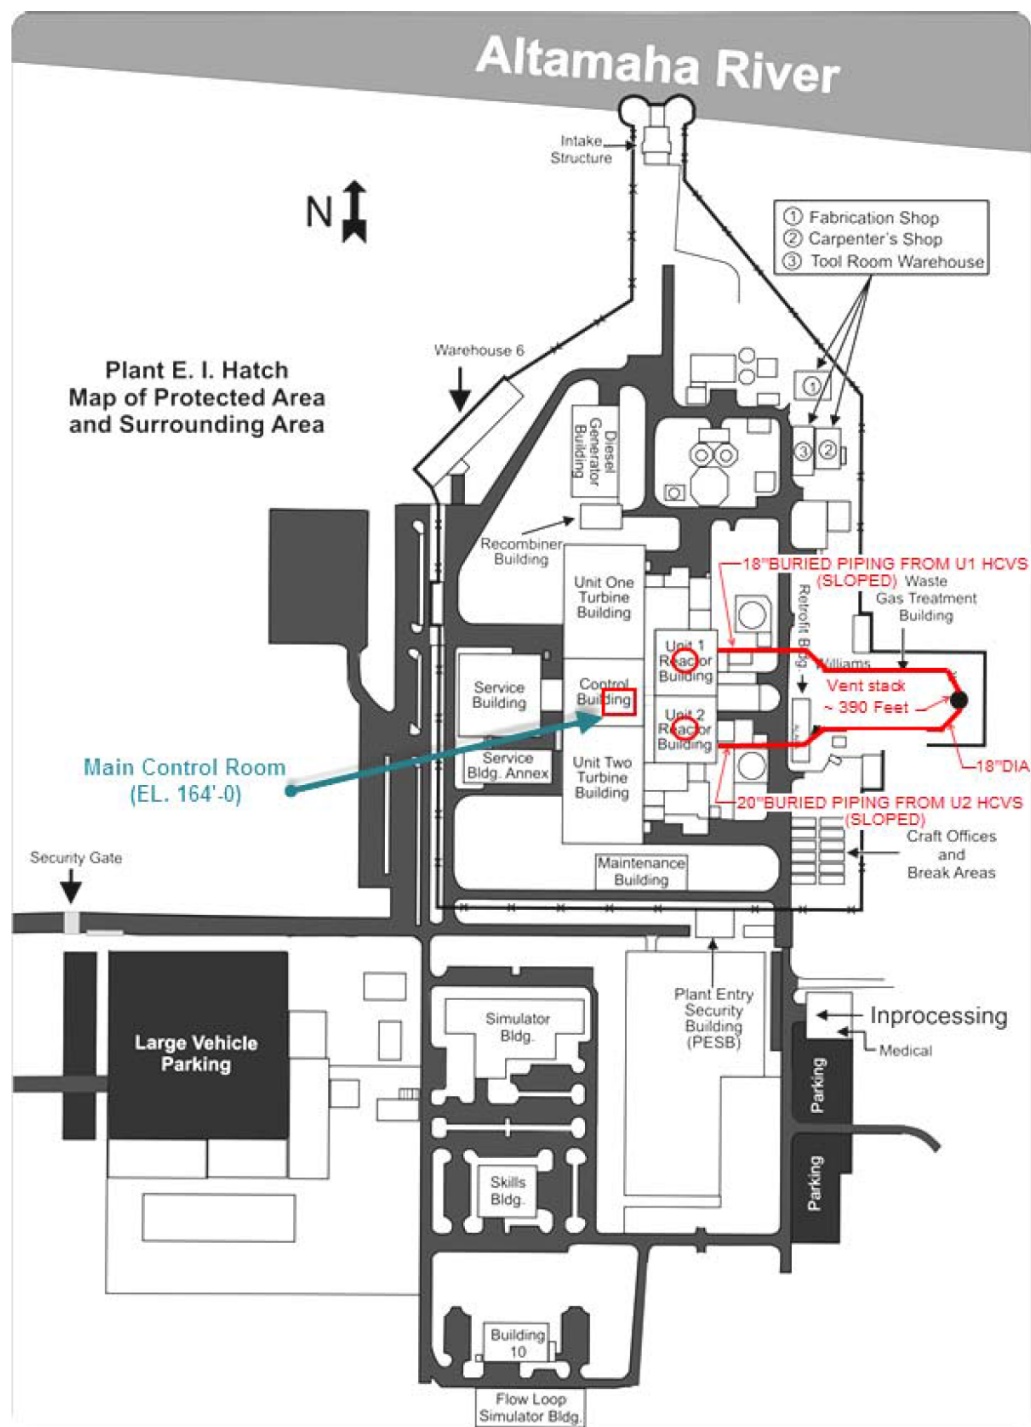 Altamaha River
Intake
Structure
N
1 Fabrication Shop
2 Carpenter's Shop
3 Tool Room Warehouse
Plant E. I. Hatch
Map of Protected Area
and Surrounding Area
Warehouse 6
1
Diesel
Generator
Building
3
2
Recombiner
Building
18"BURIED PIPING FROM U1 HCVS
(SLOPED)
Waste
Gas Treatment
Building
Unit One
Turbine
Building
Retrofit Bldg.
Unit 1
Reactor
Building
Williams
Service
Building
Control
Building
Vent stack
~ 390 Feet
Unit 2
Reactor
Building
Main Control Room
(EL. 164'-0)
Service
Bldg. Annex
Unit Two
Turbine
Building
18"DIA
20"BURIED PIPING FROM U2 HCVS
(SLOPED)
Craft Offices
and
Break Areas
Security Gate
Maintenance
Building
Plant Entry
Security
Building
(PESB)
Inprocessing
Medical
Simulator
Bldg.
Large Vehicle
Parking
Parking
Parking
Skills
Bldg.
Building
10
Flow Loop
Simulator Bldg.